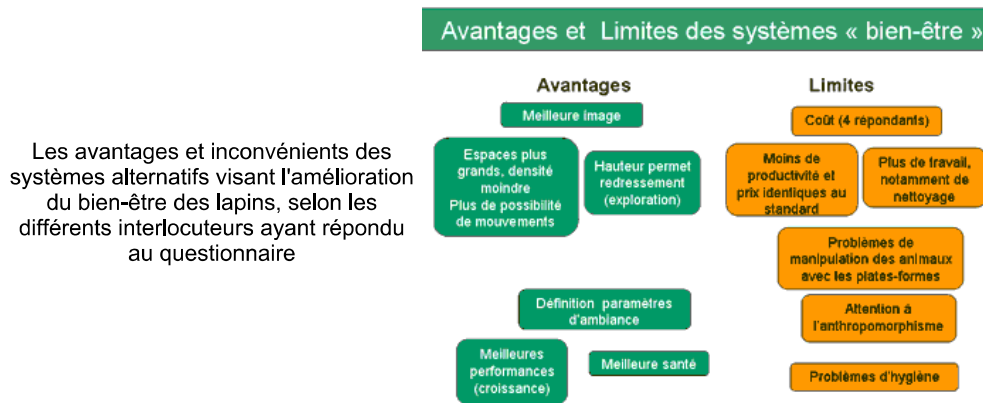 Les avantages et inconvénients des
systèmes alternatifs visant l'amélioration
du bien-être des lapins, selon les
différents interlocuteurs ayant répondu
au questionnaire
Avantages et Limites des systèmes « bien-être »
Avantages
Meilleure image
Espaces plus
grands, densité
moindre
Plus de possibilité
de mouvements
Hauteur permet
redressement
(exploration)
Définition paramètres
d'ambiance
Meilleures
performances
(croissance)
Meilleure santé
Limites
Coût (4 répondants)
Moins de
productivité et
prix identiques au
standard
Plus de travail,
notamment de
nettoyage
Problèmes de
manipulation des animaux
avec les plates-formes
Attention à
l'anthropomorphisme
Problèmes d'hygiène